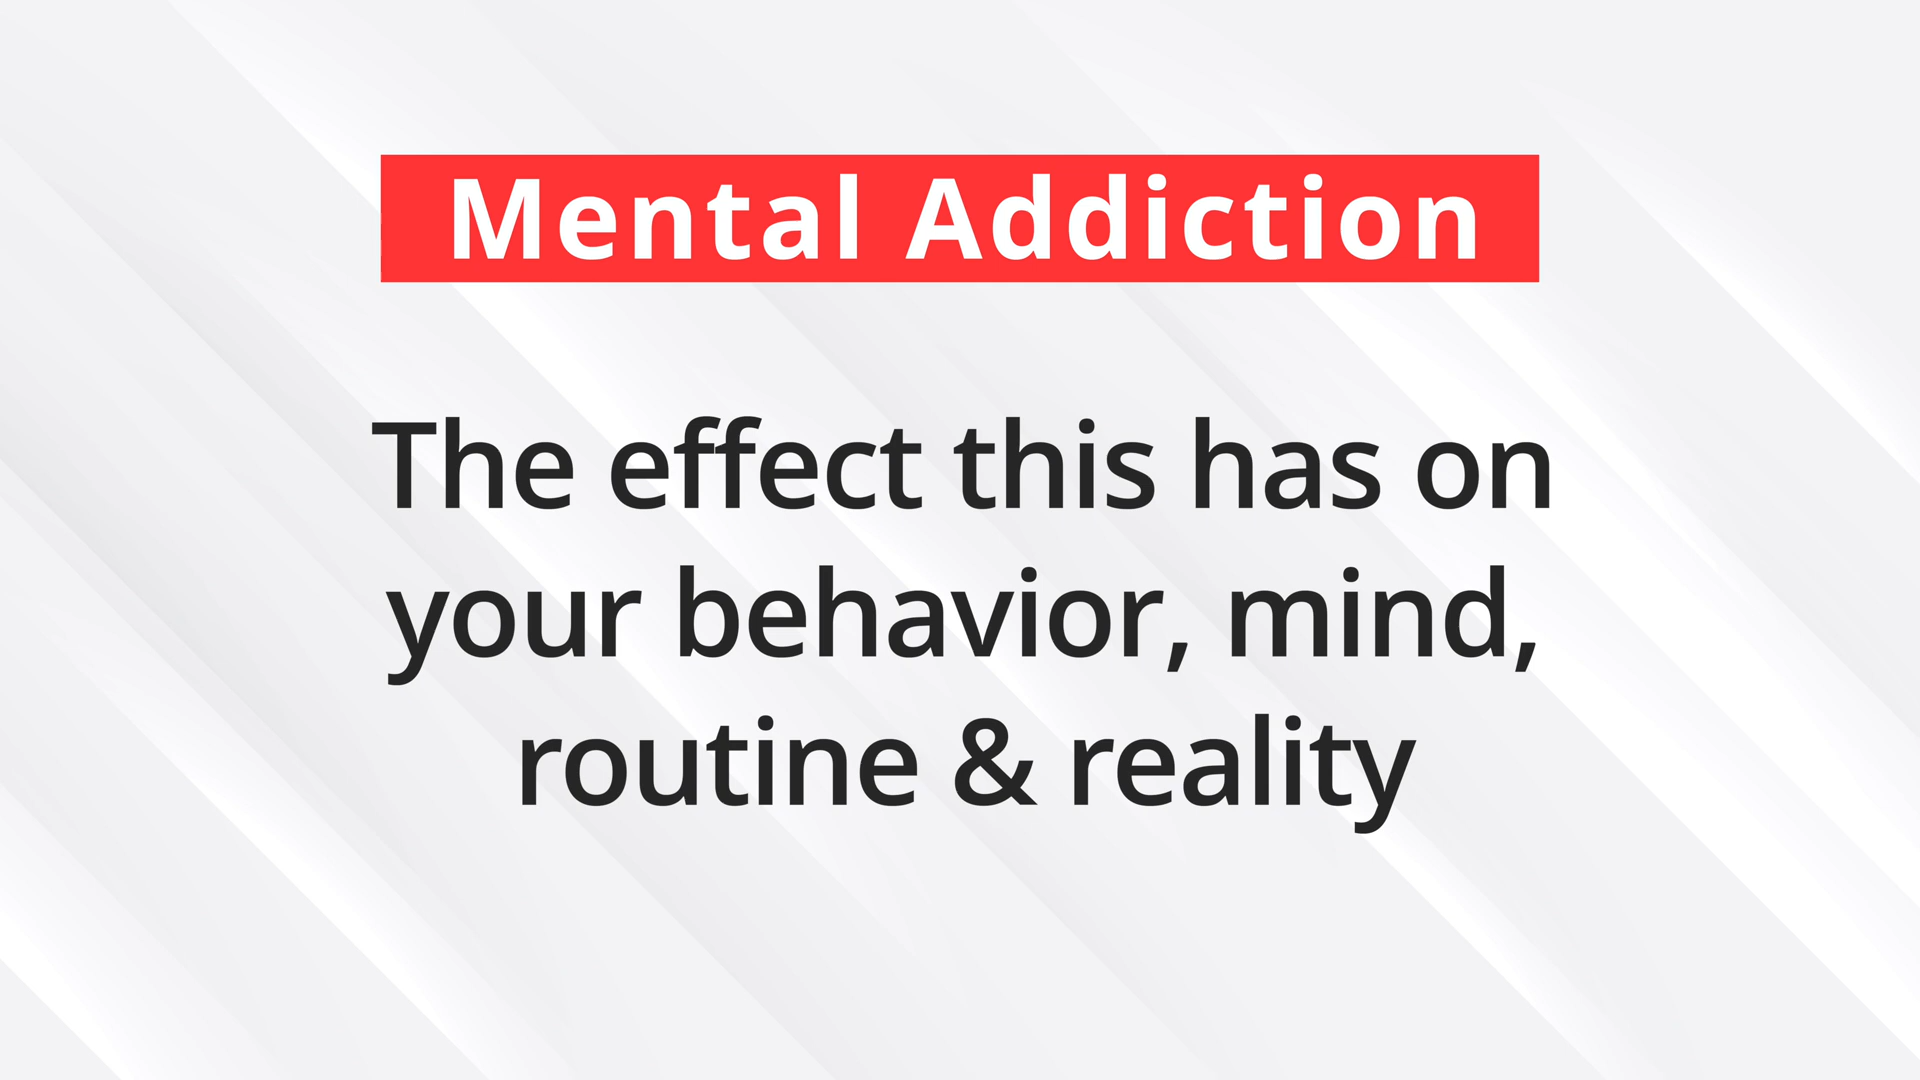 Mental Addiction
The effect this has on
your behavior, mind,
routine & reality